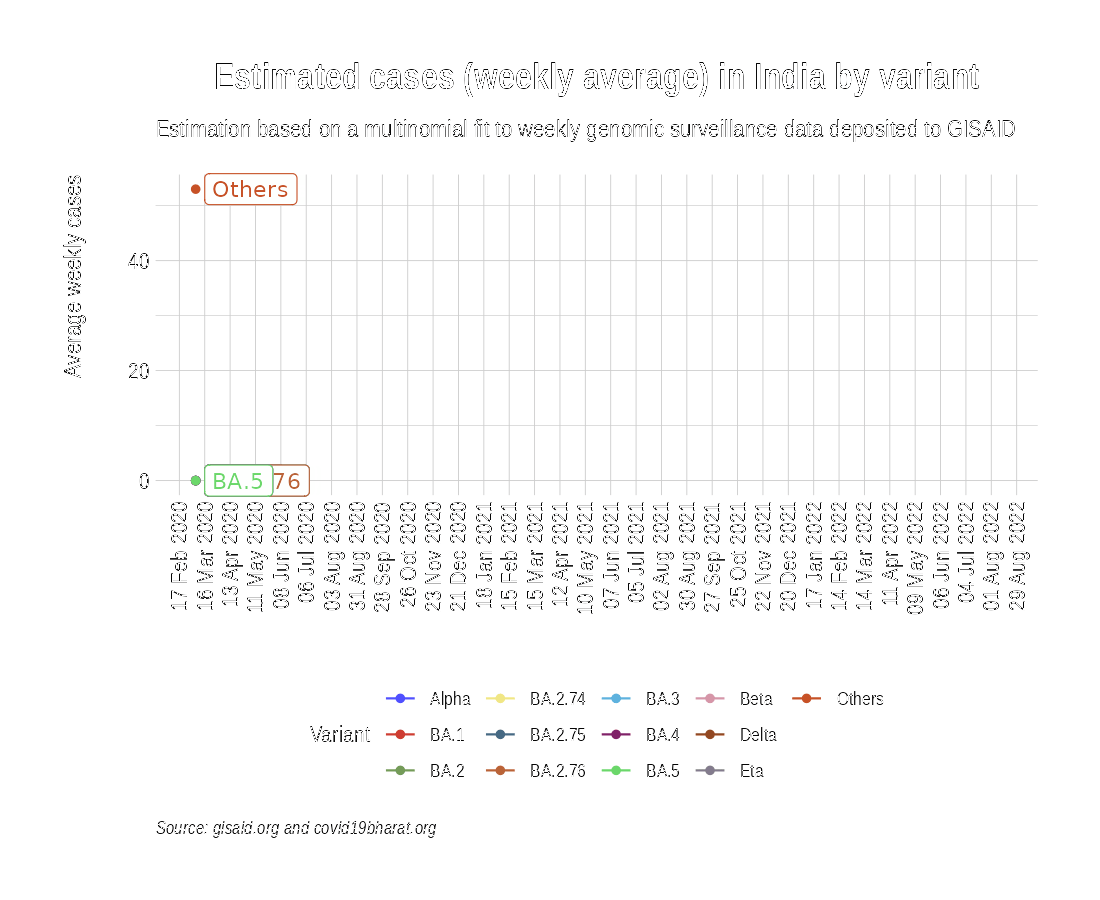 Estimated cases (weekly average) in India by variant
Estimation based on a multinomial fit to weekly genomic surveillance data deposited to GISAID
Average weekly cases
Others
40
20
0
BA.5
76
17 Feb 2020
16 Mar 2020
13 Apr 2020
11 May 2020
08 Jun 2020
06 Jul 2020
03 Aug 2020
31 Aug 2020
28 Sep 2020
26 Oct 2020
23 Nov 2020
21 Dec 2020
18 Jan 2021
15 Feb 2021
15 Mar 2021
12 Apr 2021
10 May 2021
07 Jun 2021
05 Jul 2021
02 Aug 2021
30 Aug 2021
27 Sep 2021
25 Oct 2021
22 Nov 2021
20 Dec 2021
17 Jan 2022
14 Feb 2022
14 Mar 2022
11 Apr 2022
09 May 2022
06 Jun 2022
04 Jul 2022
01 Aug 2022
29 Aug 2022
Alpha BA.2.74 BA.3 Beta Others
Variant BA.1 BA.2.75 BA.4 Delta
BA.2 BA.2.76 BA.5 Eta
Source: gisaid.org and covid19bharat.org